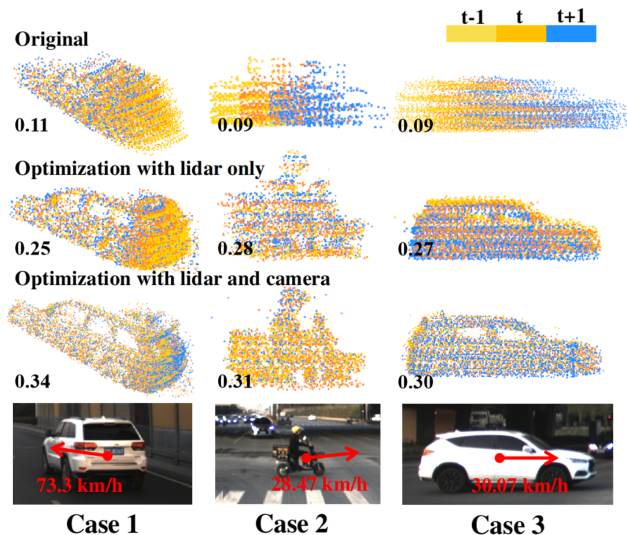 t-1 t t+1
Original
0.11 0.09 0.09
Optimization with lidar only
0.25 0.28 0.27
Optimization with lidar and camera
0.34 0.31 0.30
73.3 km/h 28.47 km/h 30.07 km/h
Case 1 Case 2 Case 3